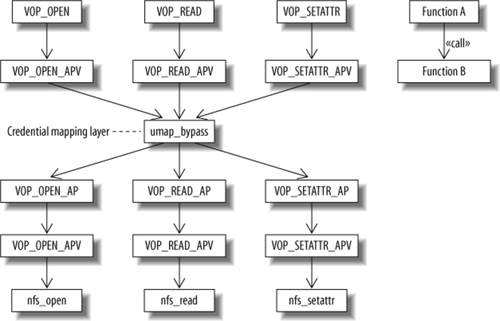 VOP_OPEN VOP_READ VOP_SETATTR Function A
«call»
VOP_OPEN_APV VOP_READ_APV VOP_SETATTR_APV Function B
Credential mapping layer umap_bypass
VOP_OPEN_AP VOP_READ_AP VOP_SETATTR_AP
VOP_OPEN_APV VOP_READ_APV VOP_SETATTR_APV
nfs_open nfs_read nfs_setattr